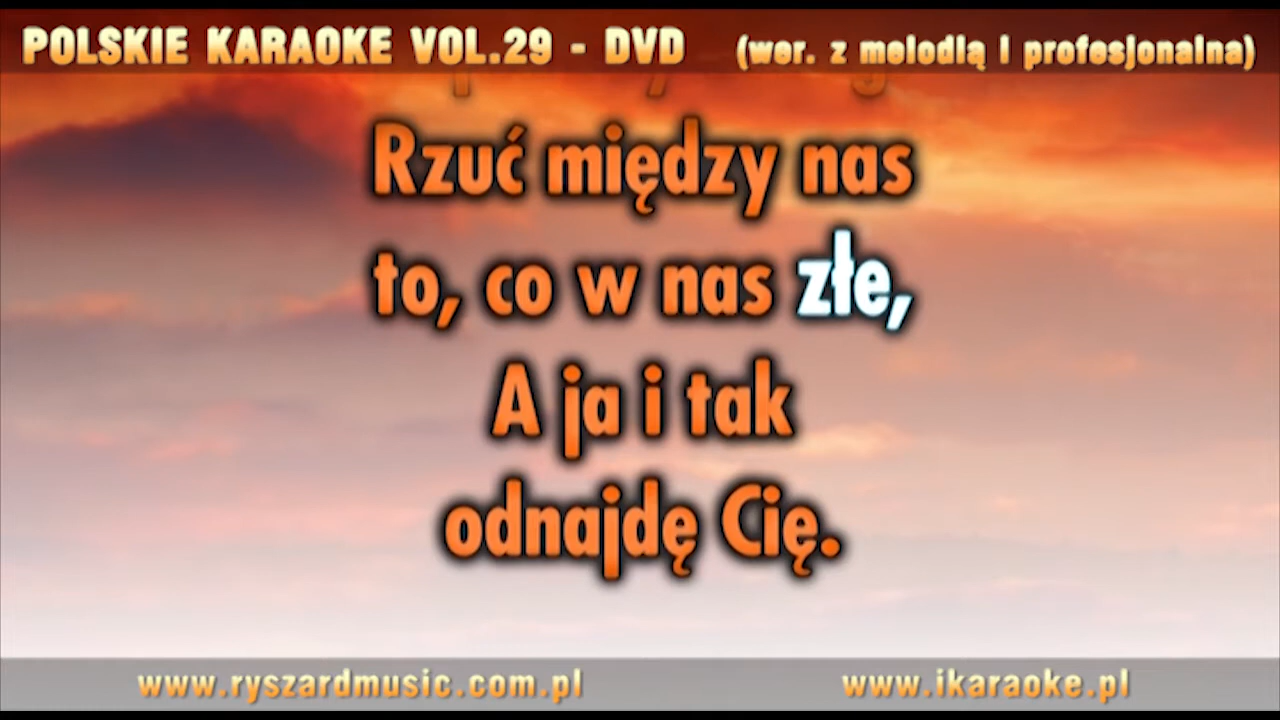 POLSKIE KARAOKE VOL.29 - DVD (wer. z melodią i profesjonalna)
Rzuć między nas
to, co w nas złe,
A ja i tak
odnajdę Cię.
www.ryszardmusic.com.pl www.ikaraoke.pl